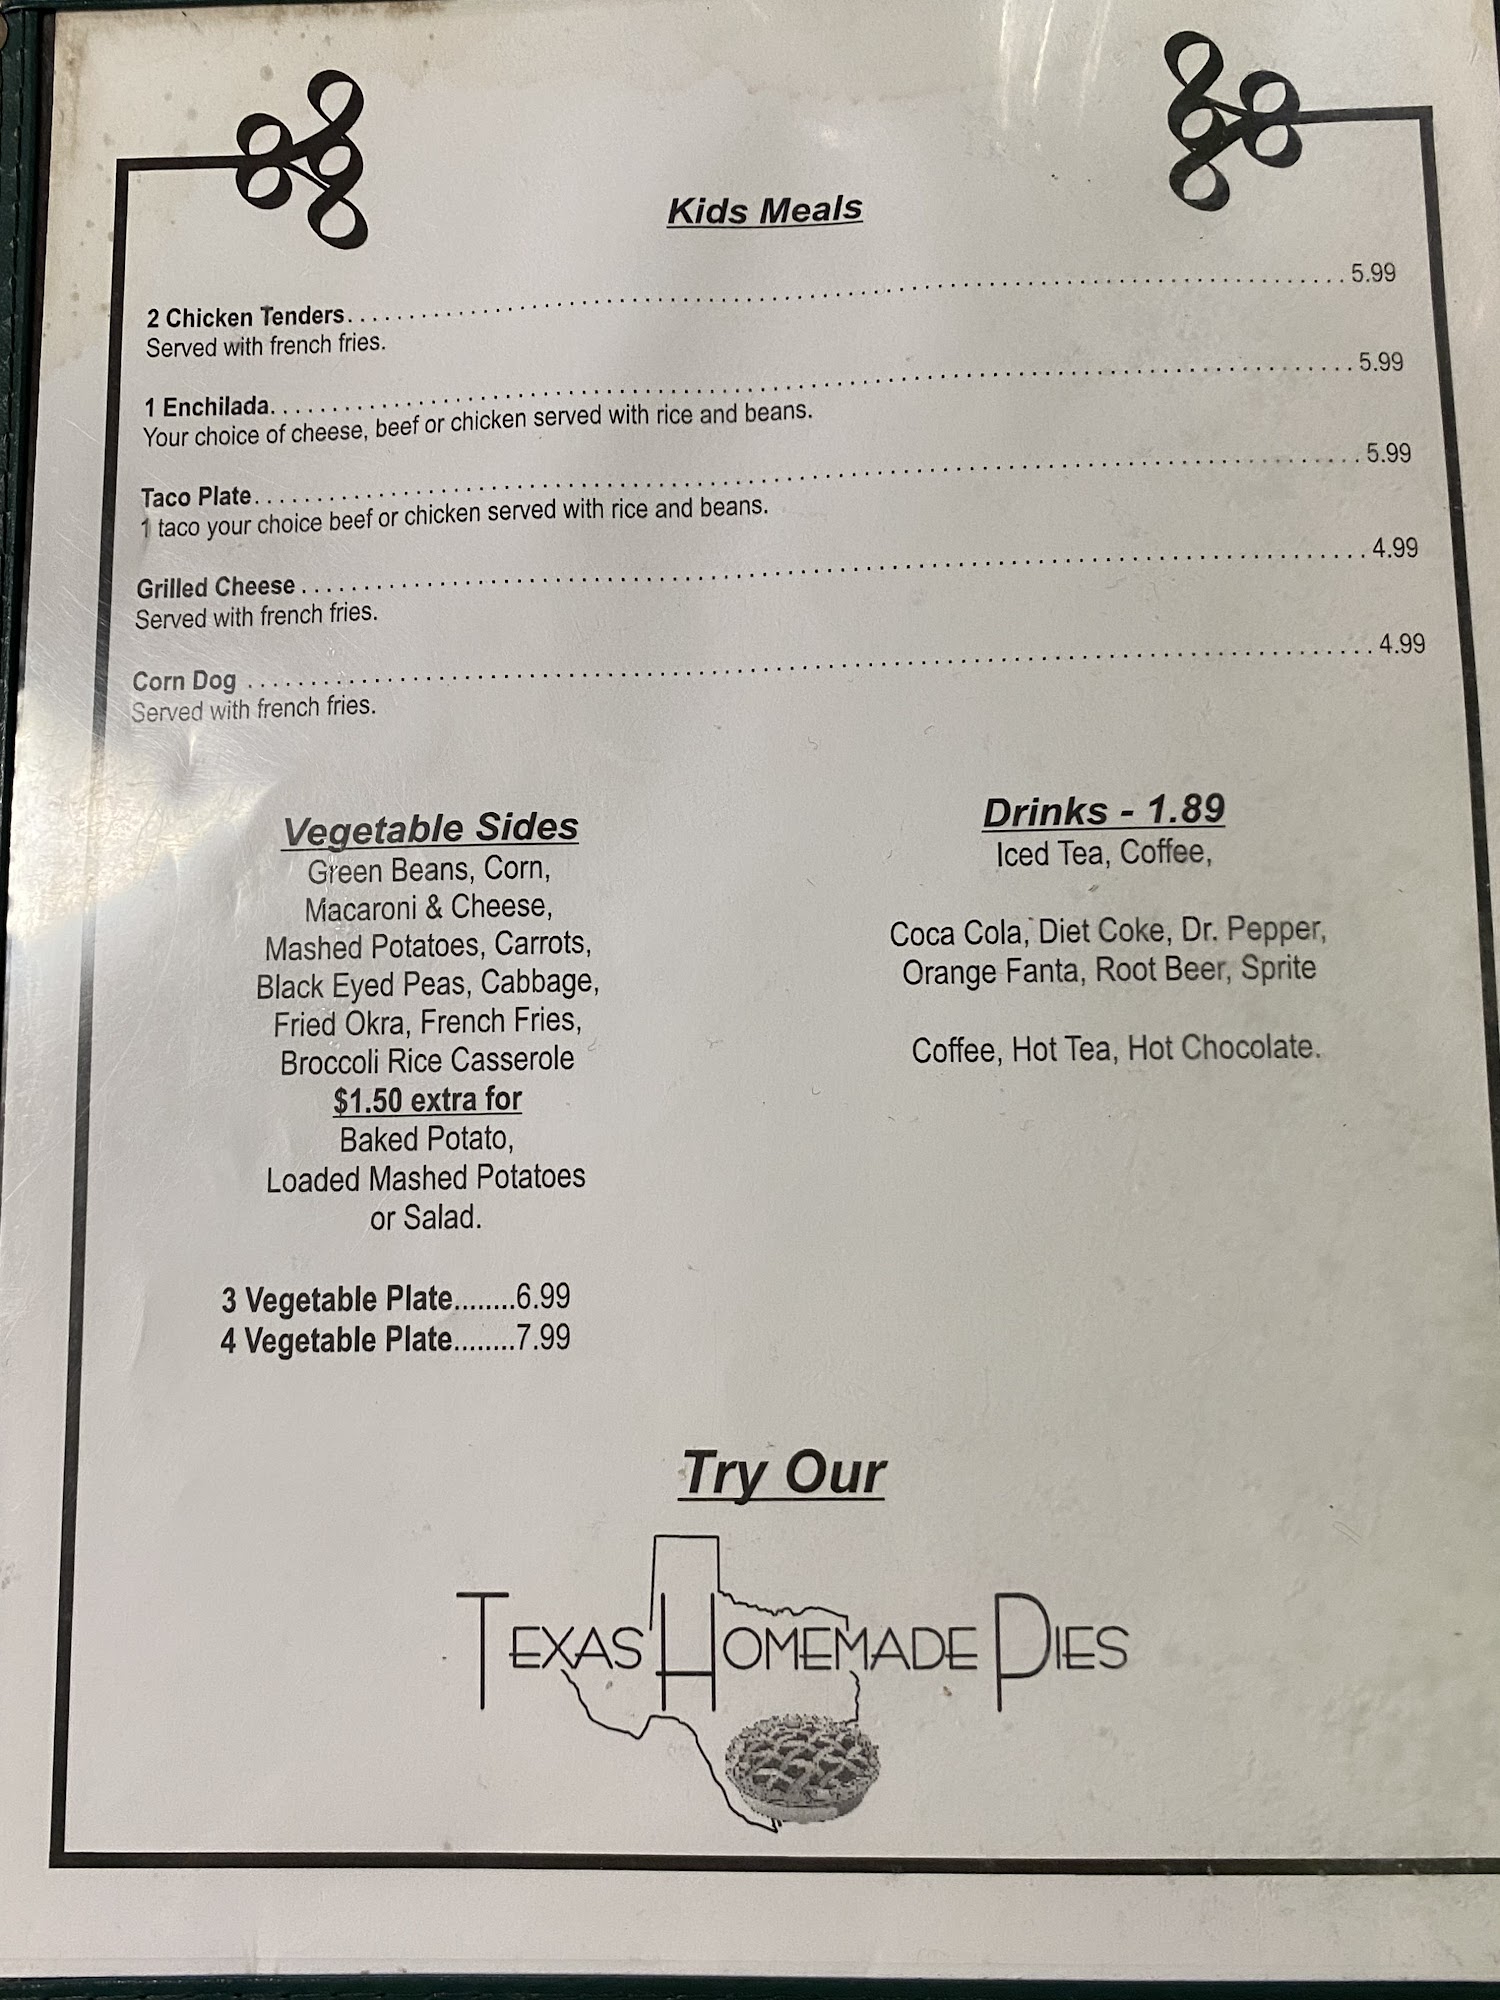 Kids Meals
2 Chicken Tenders........................................5.99
Served with french fries.
1 Enchilada........................................5.99
Your choice of cheese, beef or chicken served with rice and beans.
Taco Plate........................................5.99
1 taco your choice beef or chicken served with rice and beans.
Grilled Cheese........................................4.99
Served with french fries.
Corn Dog ........................................4.99
Served with french fries.
Vegetable Sides
Green Beans, Corn,
Macaroni & Cheese,
Mashed Potatoes, Carrots,
Black Eyed Peas, Cabbage,
Fried Okra, French Fries,
Broccoli Rice Casserole
$1.50 extra for
Baked Potato,
Loaded Mashed Potatoes
or Salad.
3 Vegetable Plate........6.99
4 Vegetable Plate........7.99
Drinks - 1.89
Iced Tea, Coffee,
Coca Cola, Diet Coke, Dr. Pepper,
Orange Fanta, Root Beer, Sprite
Coffee, Hot Tea, Hot Chocolate.
Try Our
TEXAS HOMEMADE PIES